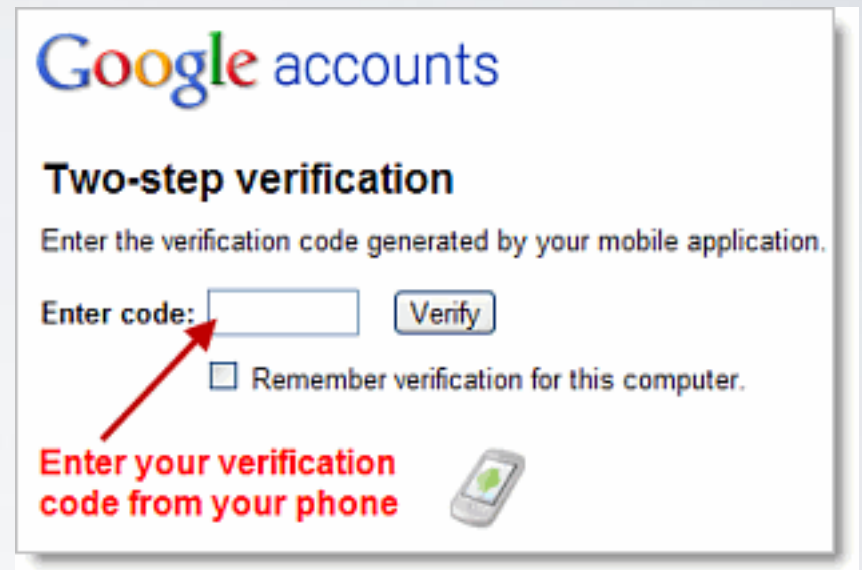 Google accounts
Two-step verification
Enter the verification code generated by your mobile application.
Enter code: Verify
Remember verification for this computer.
Enter your verification
code from your phone